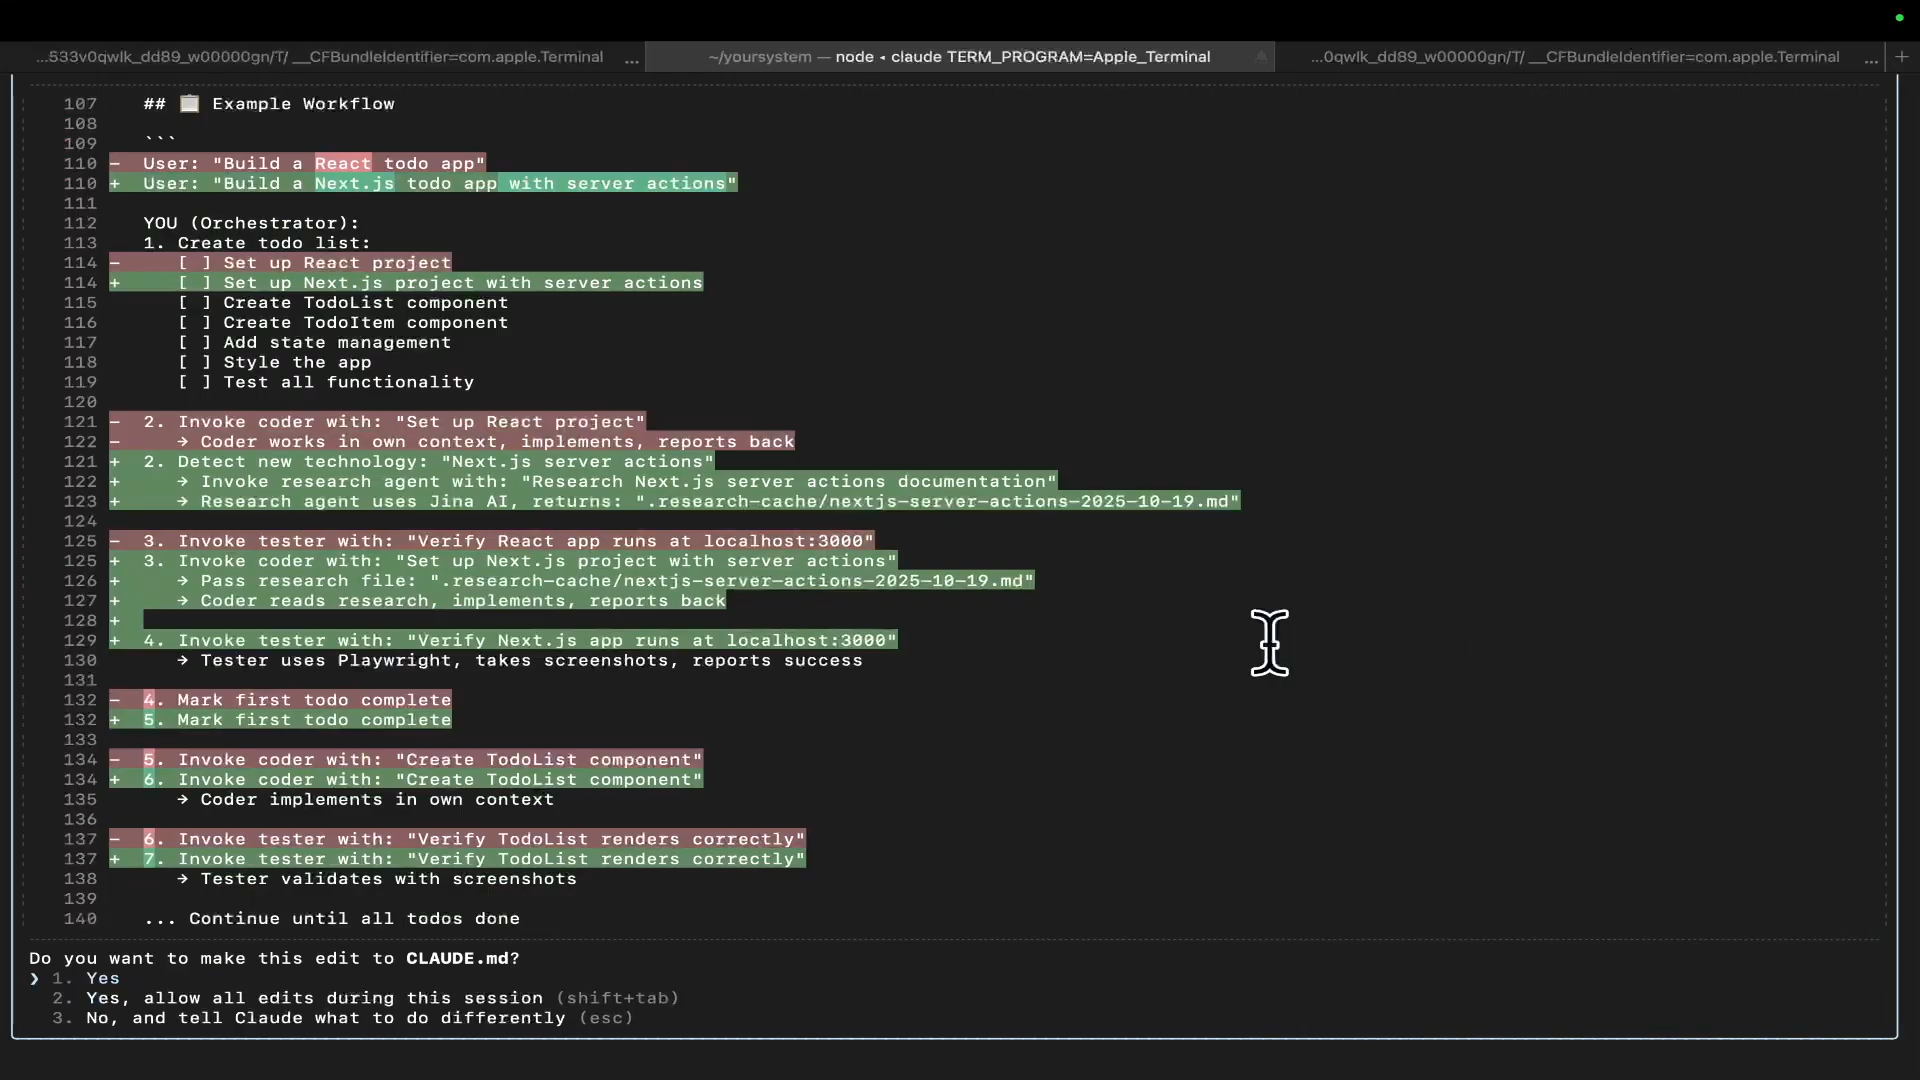 ...533v0qwlk_dd89_w00000gn/T/ __CFBundleIdentifier=com.apple.Terminal ...
~/yoursystem — node ◂ claude TERM_PROGRAM=Apple_Terminal
...0qwlk_dd89_w00000gn/T/ __CFBundleIdentifier=com.apple.Terminal ... +
107 ## 📋 Example Workflow
108
109 ```
110 - User: "Build a React todo app"
110 + User: "Build a Next.js todo app with server actions"
111
112 YOU (Orchestrator):
113 1. Create todo list:
114 - [ ] Set up React project
114 + [ ] Set up Next.js project with server actions
115 [ ] Create TodoList component
116 [ ] Create TodoItem component
117 [ ] Add state management
118 [ ] Style the app
119 [ ] Test all functionality
120
121 - 2. Invoke coder with: "Set up React project"
122 - → Coder works in own context, implements, reports back
121 + 2. Detect new technology: "Next.js server actions"
122 + → Invoke research agent with: "Research Next.js server actions documentation"
123 + → Research agent uses Jina AI, returns: ".research-cache/nextjs-server-actions-2025-10-19.md"
124
125 - 3. Invoke tester with: "Verify React app runs at localhost:3000"
125 + 3. Invoke coder with: "Set up Next.js project with server actions"
126 + → Pass research file: ".research-cache/nextjs-server-actions-2025-10-19.md"
127 + → Coder reads research, implements, reports back
128 +
129 + 4. Invoke tester with: "Verify Next.js app runs at localhost:3000"
130 → Tester uses Playwright, takes screenshots, reports success
131
132 - 4. Mark first todo complete
132 + 5. Mark first todo complete
133
134 - 5. Invoke coder with: "Create TodoList component"
134 + 6. Invoke coder with: "Create TodoList component"
135 → Coder implements in own context
136
137 - 6. Invoke tester with: "Verify TodoList renders correctly"
137 + 7. Invoke tester with: "Verify TodoList renders correctly"
138 → Tester validates with screenshots
139
140 ... Continue until all todos done
Do you want to make this edit to CLAUDE.md?
❯ 1. Yes
2. Yes, allow all edits during this session (shift+tab)
3. No, and tell Claude what to do differently (esc)